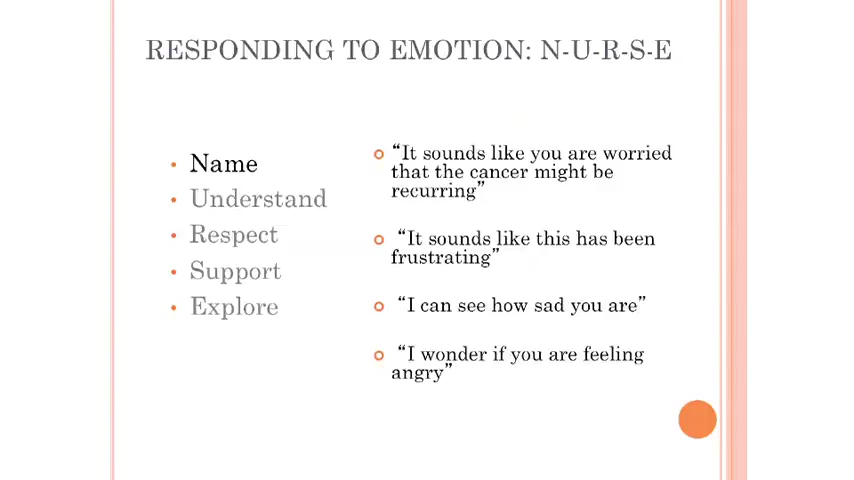 RESPONDING TO EMOTION: N-U-R-S-E
• Name
• Understand
• Respect
• Support
• Explore
“It sounds like you are worried
that the cancer might be
recurring”
“It sounds like this has been
frustrating”
“I can see how sad you are”
“I wonder if you are feeling
angry”